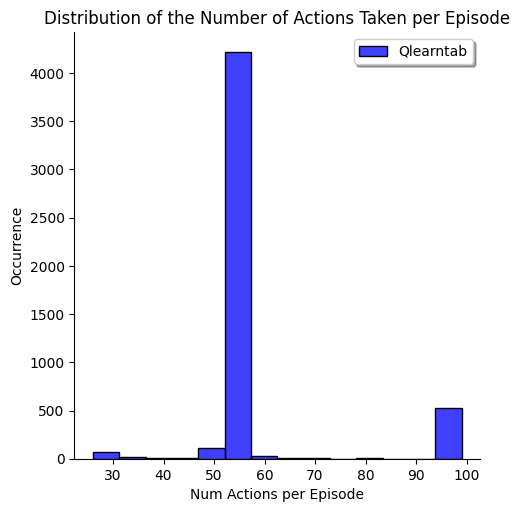 Distribution of the Number of Actions Taken per Episode
Qlearntab
4000
3500
3000
2500
2000
1500
1000
500
0
Occurrence
30 40 50 60 70 80 90 100
Num Actions per Episode